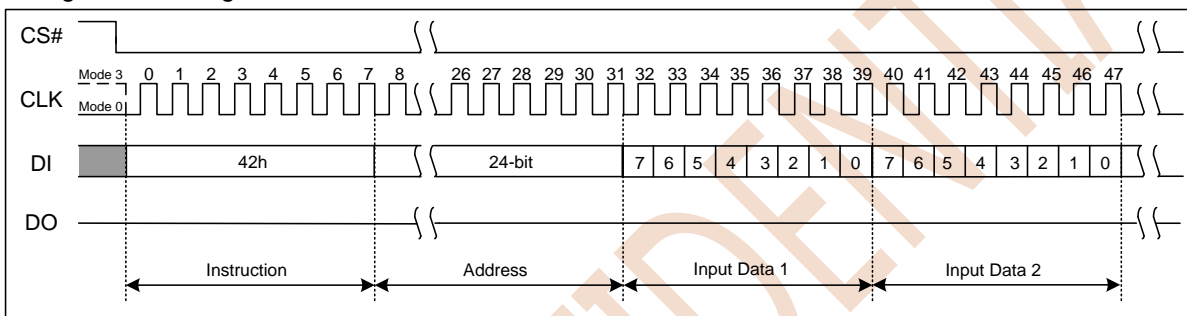 CS#
Mode 3 0 1 2 3 4 5 6 7 8 26 27 28 29 30 31 32 33 34 35 36 37 38 39 40 41 42 43 44 45 46 47
CLK
Mode 0
DI 42h 24-bit 7 6 5 4 3 2 1 0 7 6 5 4 3 2 1 0
DO
Instruction Address Input Data 1 Input Data 2